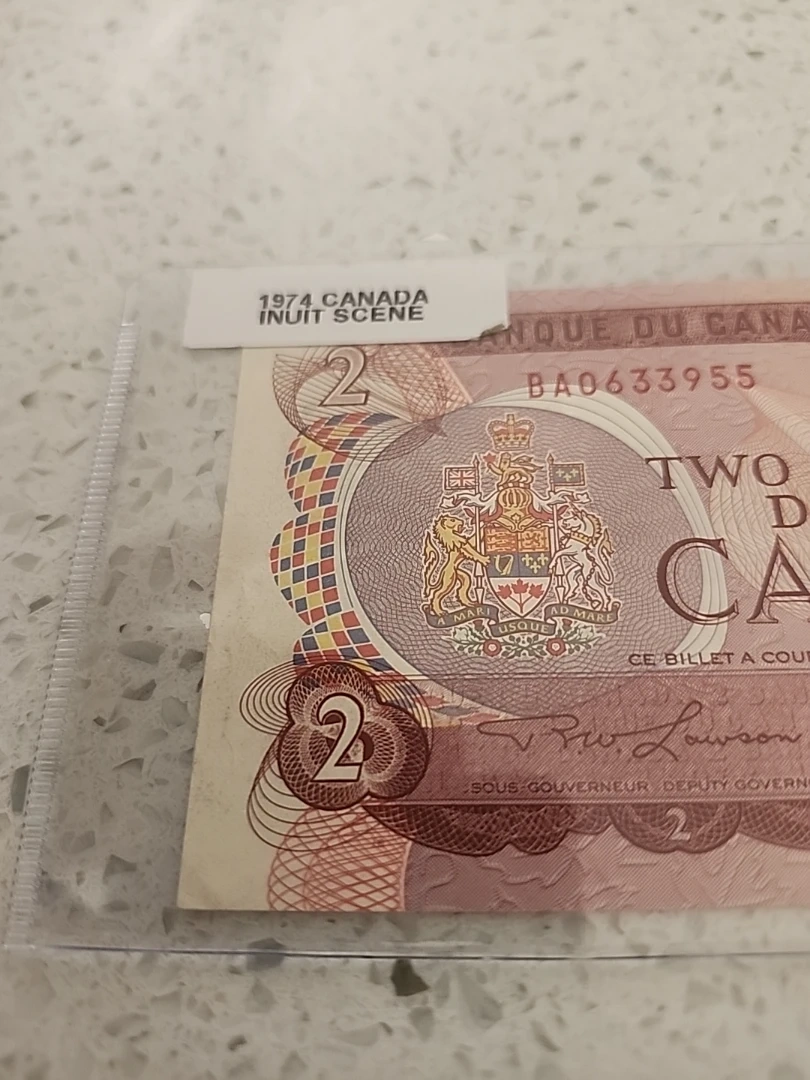 1974 CANADA
INUIT SCENE
ANQUE DU CANA
2
BA0633955
TWO
D
CA
A MARI USQUE AD MARE
CE BILLET A COU
2
R.W. Lawson
SOUS-GOUVERNEUR DEPUTY GOVERN
2